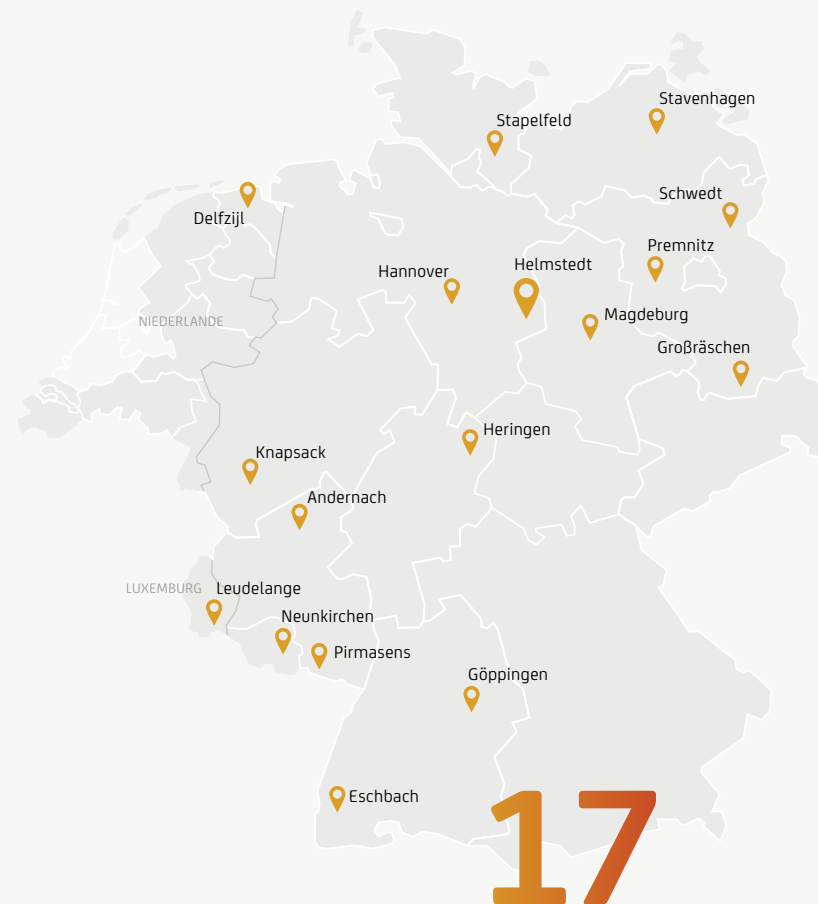 Stavenhagen
Stapelfeld
Schwedt
Delfzijl
Premnitz
Helmstedt
Hannover
Magdeburg
NIEDERLANDE
Großräschen
Heringen
Knapsack
Andernach
LUXEMBURG
Leudelange
Neunkirchen
Pirmasens
Göppingen
Eschbach
17